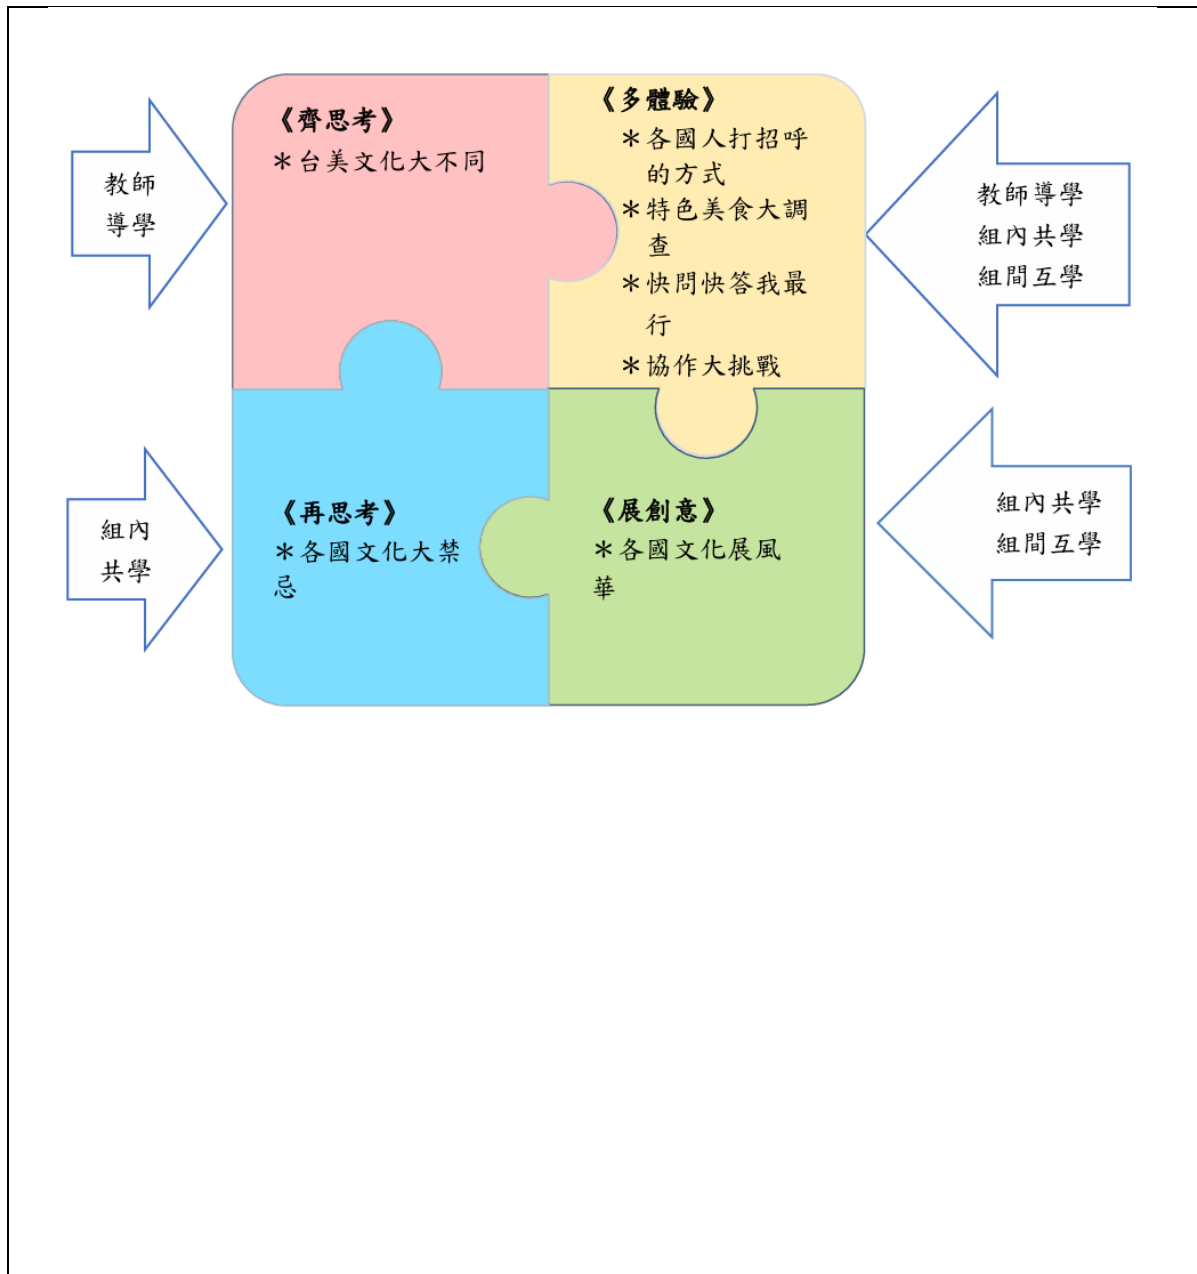 教師
導學
《齊思考》
＊台美文化大不同
《多體驗》
＊各國人打招呼
的方式
＊特色美食大調
查
＊快問快答我最
行
＊協作大挑戰
教師導學
組內共學
組間互學
組內
共學
《再思考》
＊各國文化大禁
忌
《展創意》
＊各國文化展風
華
組內共學
組間互學